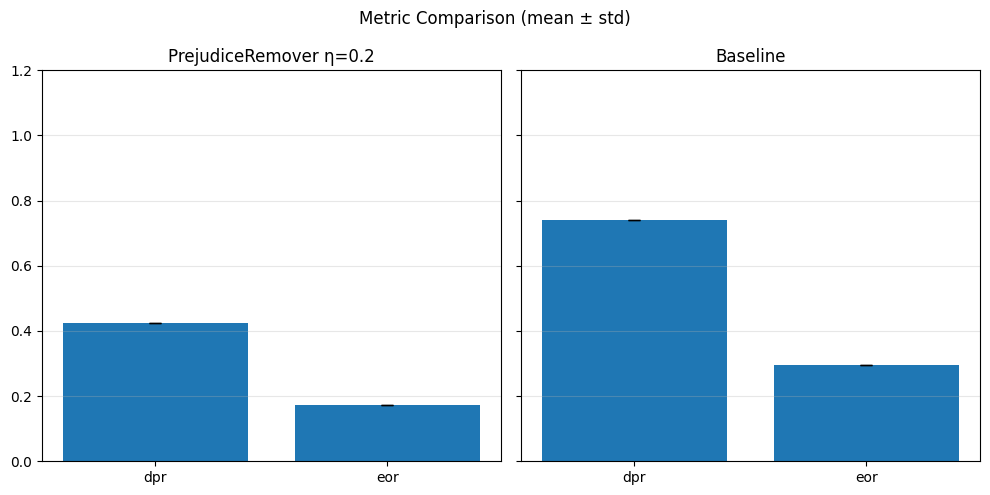 Metric Comparison (mean ± std)
PrejudiceRemover η=0.2
Baseline
1.2
1.0
0.8
0.6
0.4
0.2
0.0
dpr eor
dpr eor